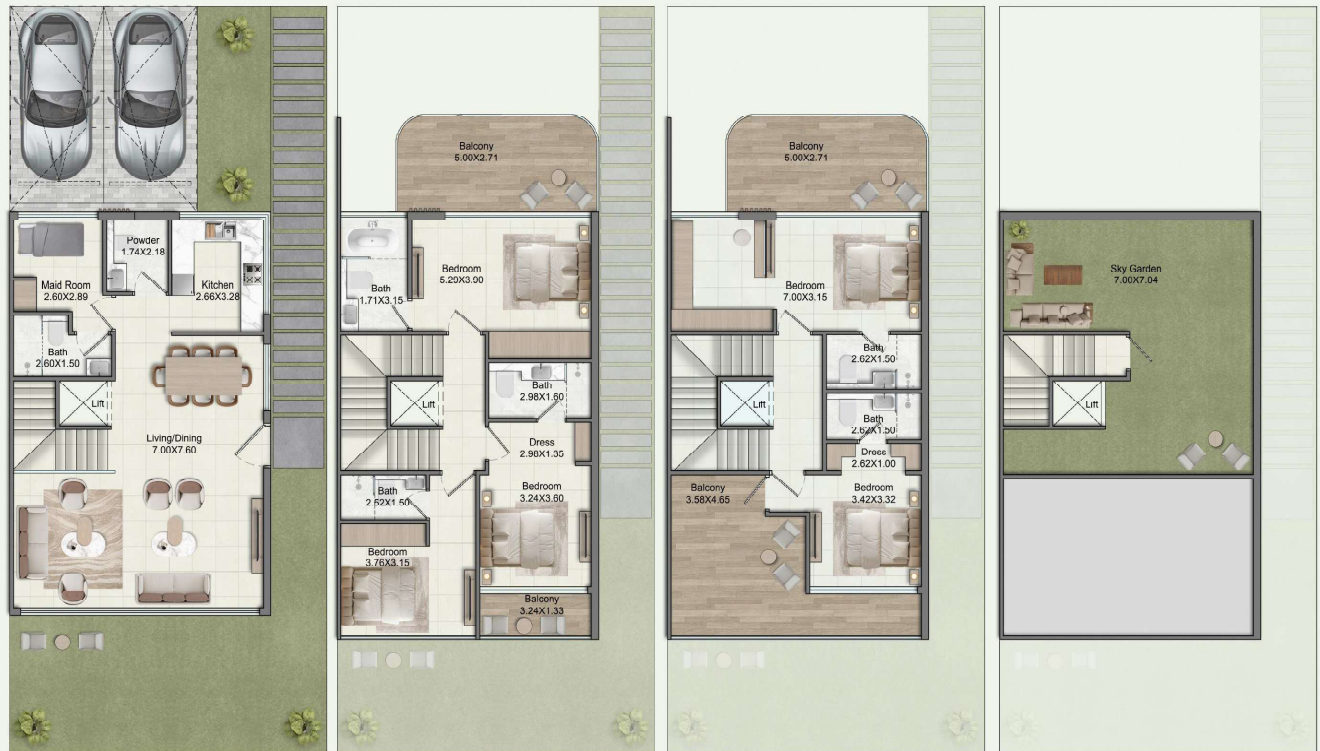 Powder
1.74X2.18
Maid Room
2.60X2.89
Kitchen
2.66X3.28
Bath
2.60X1.50
Lift
Living/Dining
7.00X7.60
Balcony
5.00X2.71
Bedroom
5.20X3.90
Bath
1.71X3.15
Lift
Bath
2.98X1.60
Dress
2.98X1.35
Bath
2.52X1.50
Bedroom
3.24X3.60
Bedroom
3.76X3.15
Balcony
3.24X1.33
Balcony
5.00X2.71
Bedroom
7.00X3.15
Bath
2.62X1.50
Lift
Bath
2.62X1.50
Dress
2.62X1.00
Balcony
3.58X4.65
Bedroom
3.42X3.32
Sky Garden
7.00X7.04
Lift